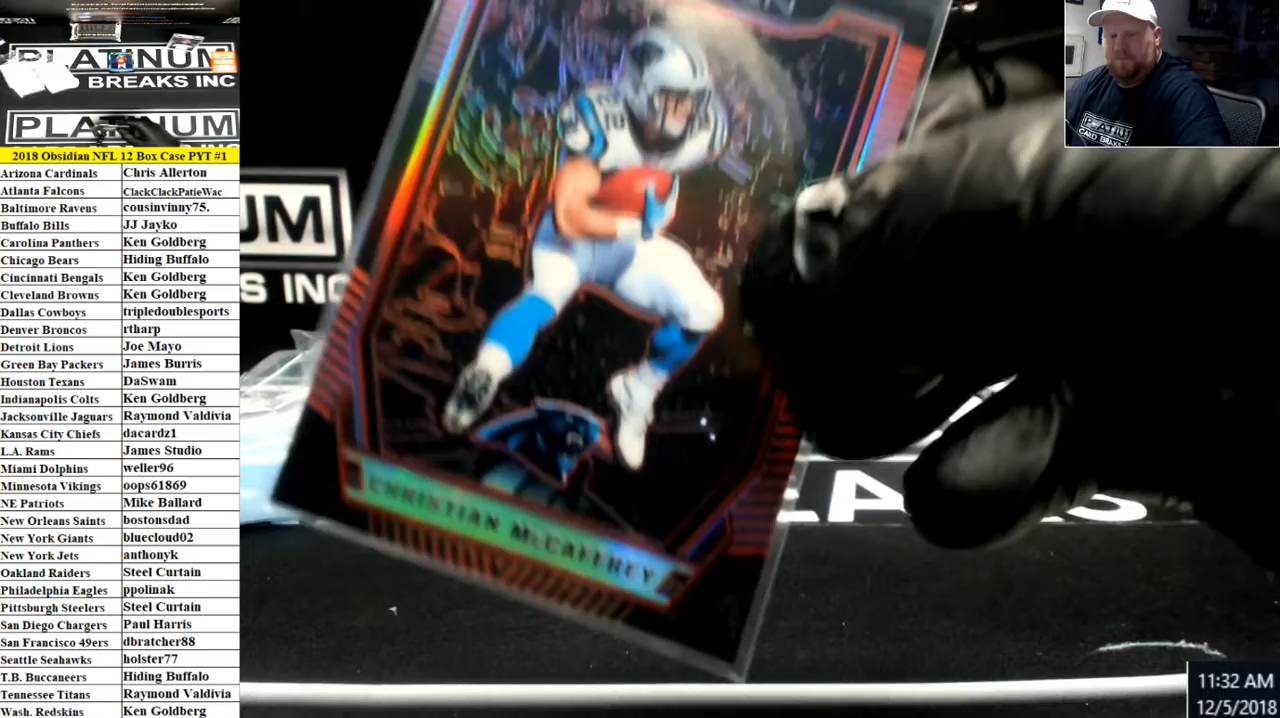 PLATINUM
BREAKS INC
PLATINUM
2018 Obsidian NFL 12 Box Case PYT #1
Arizona Cardinals Chris Allerton
Atlanta Falcons ClackClackPatieWac
Baltimore Ravens cousinvinny75.
Buffalo Bills JJ Jayko
Carolina Panthers Ken Goldberg
Chicago Bears Hiding Buffalo
Cincinnati Bengals Ken Goldberg
Cleveland Browns Ken Goldberg
Dallas Cowboys tripledoublesports
Denver Broncos rtharp
Detroit Lions Joe Mayo
Green Bay Packers James Burris
Houston Texans DaSwam
Indianapolis Colts Ken Goldberg
Jacksonville Jaguars Raymond Valdivia
Kansas City Chiefs dacardz1
L.A. Rams James Studio
Miami Dolphins weller96
Minnesota Vikings oops61869
NE Patriots Mike Ballard
New Orleans Saints bostonsdad
New York Giants bluecloud02
New York Jets anthonyk
Oakland Raiders Steel Curtain
Philadelphia Eagles ppolinak
Pittsburgh Steelers Steel Curtain
San Diego Chargers Paul Harris
San Francisco 49ers dbratcher88
Seattle Seahawks holster77
T.B. Buccaneers Hiding Buffalo
Tennessee Titans Raymond Valdivia
Wash. Redskins Ken Goldberg
UM
S INC
CHRISTIAN McCAFFREY
11:32 AM
12/5/2018